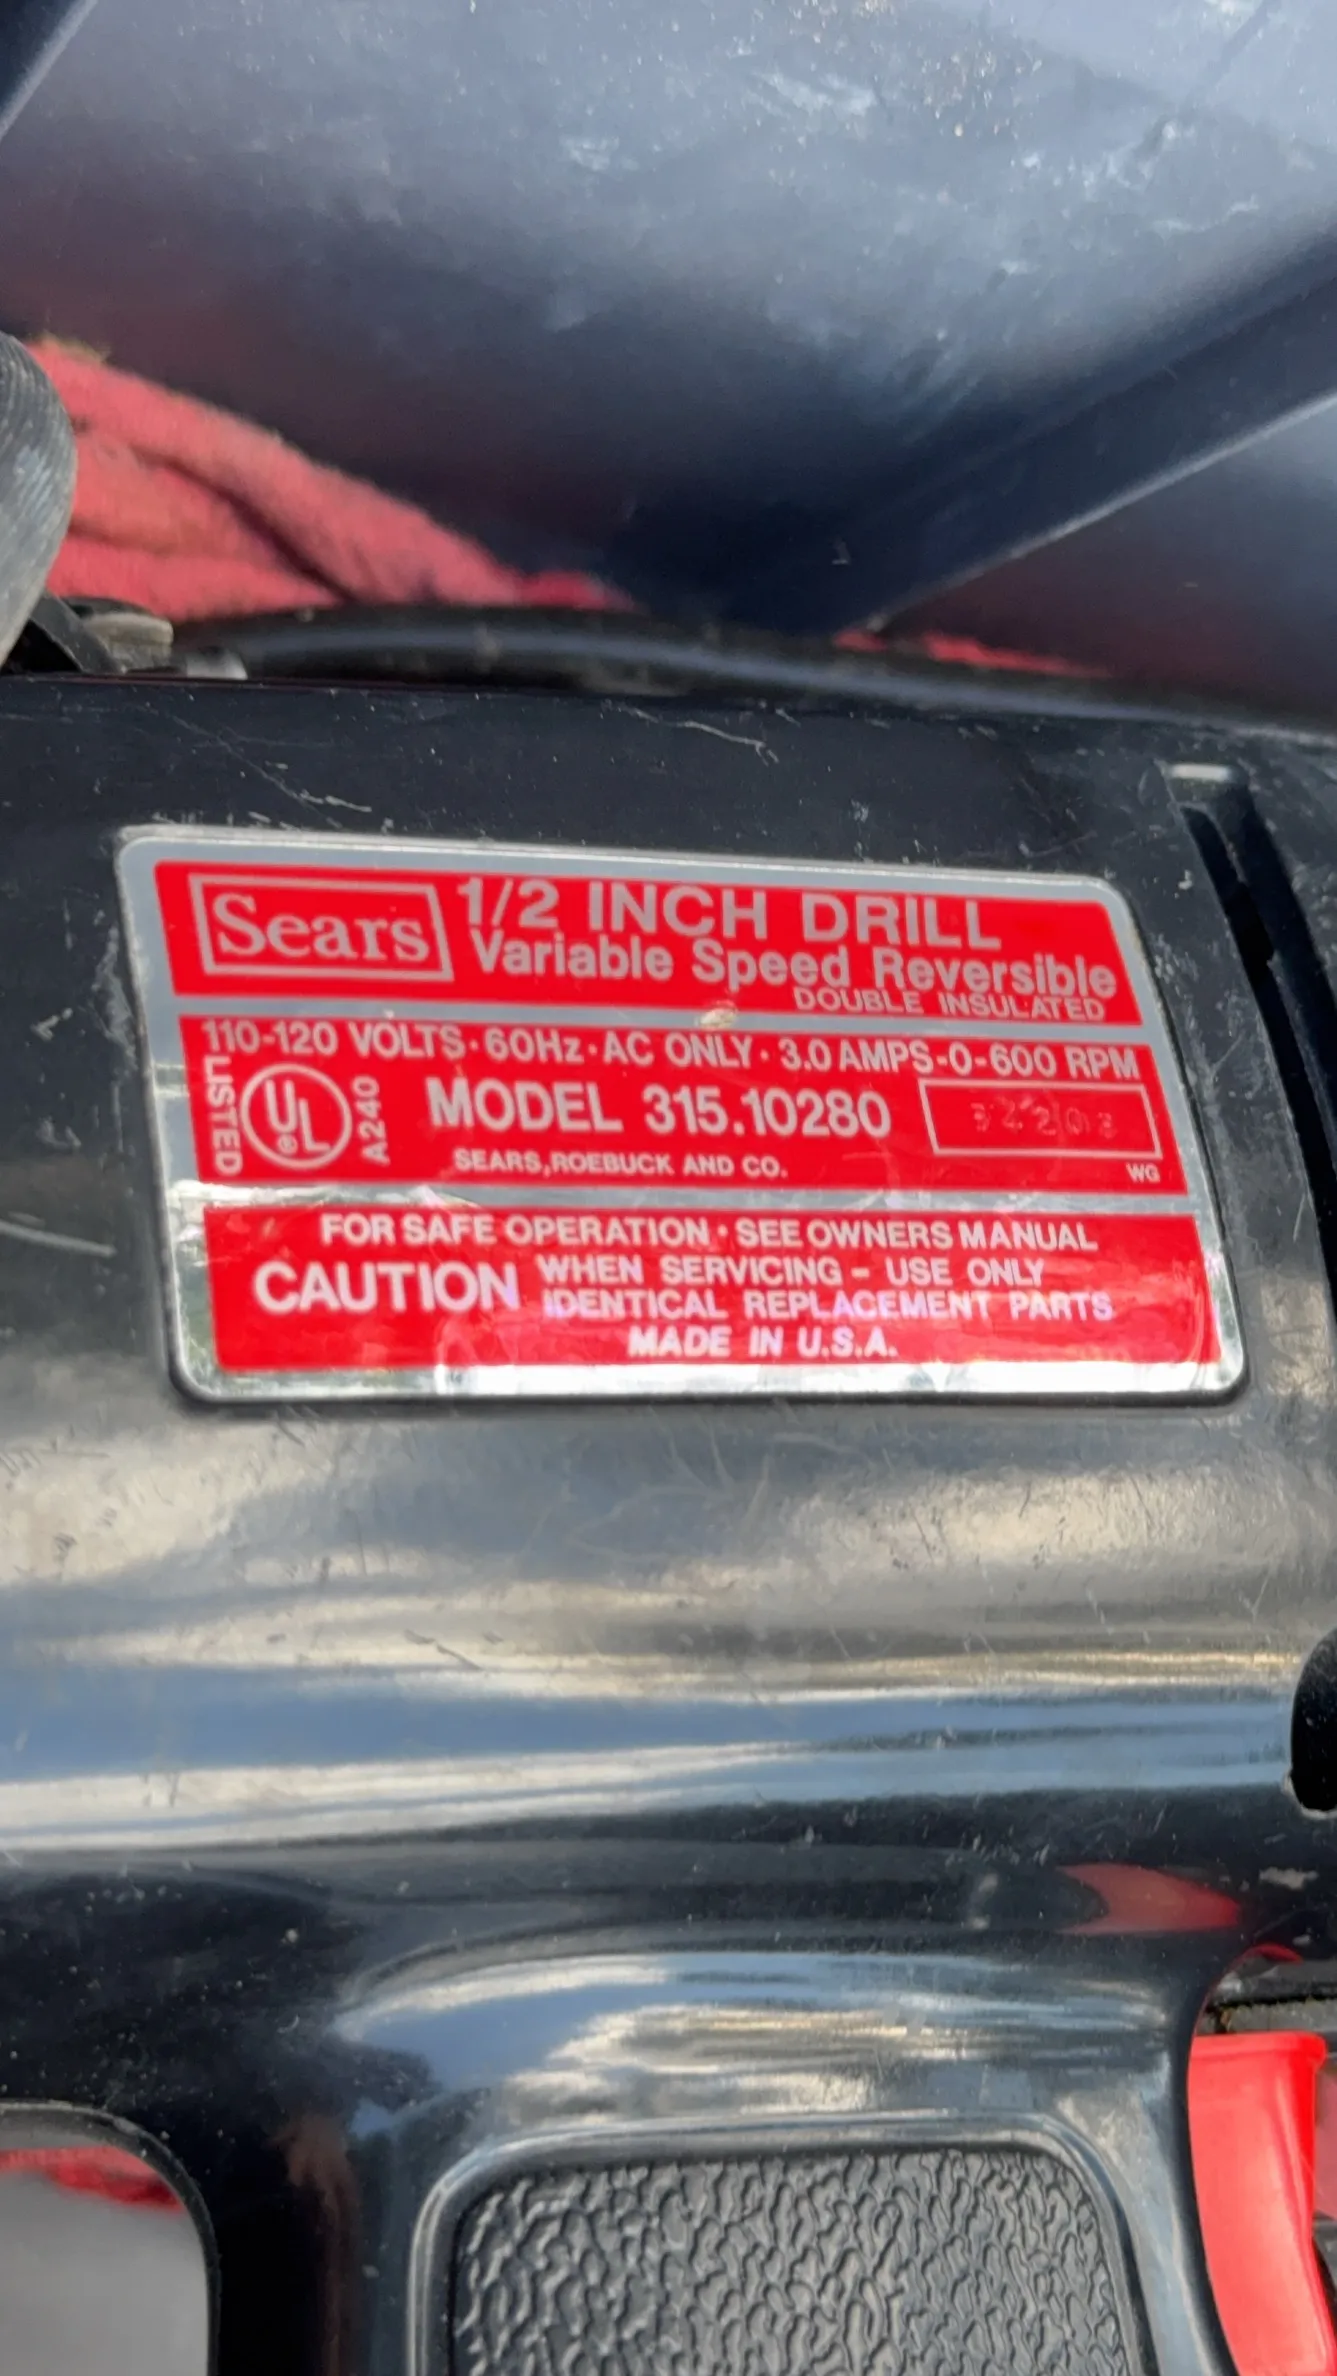 Sears
1/2 INCH DRILL
Variable Speed Reversible
DOUBLE INSULATED
110-120 VOLTS·60Hz·AC ONLY·3.0 AMPS-0-600 RPM
LISTED
UL
®
A240
MODEL 315.10280
SEARS,ROEBUCK AND CO.
WG
FOR SAFE OPERATION·SEE OWNERS MANUAL
CAUTION
WHEN SERVICING - USE ONLY
IDENTICAL REPLACEMENT PARTS
MADE IN U.S.A.